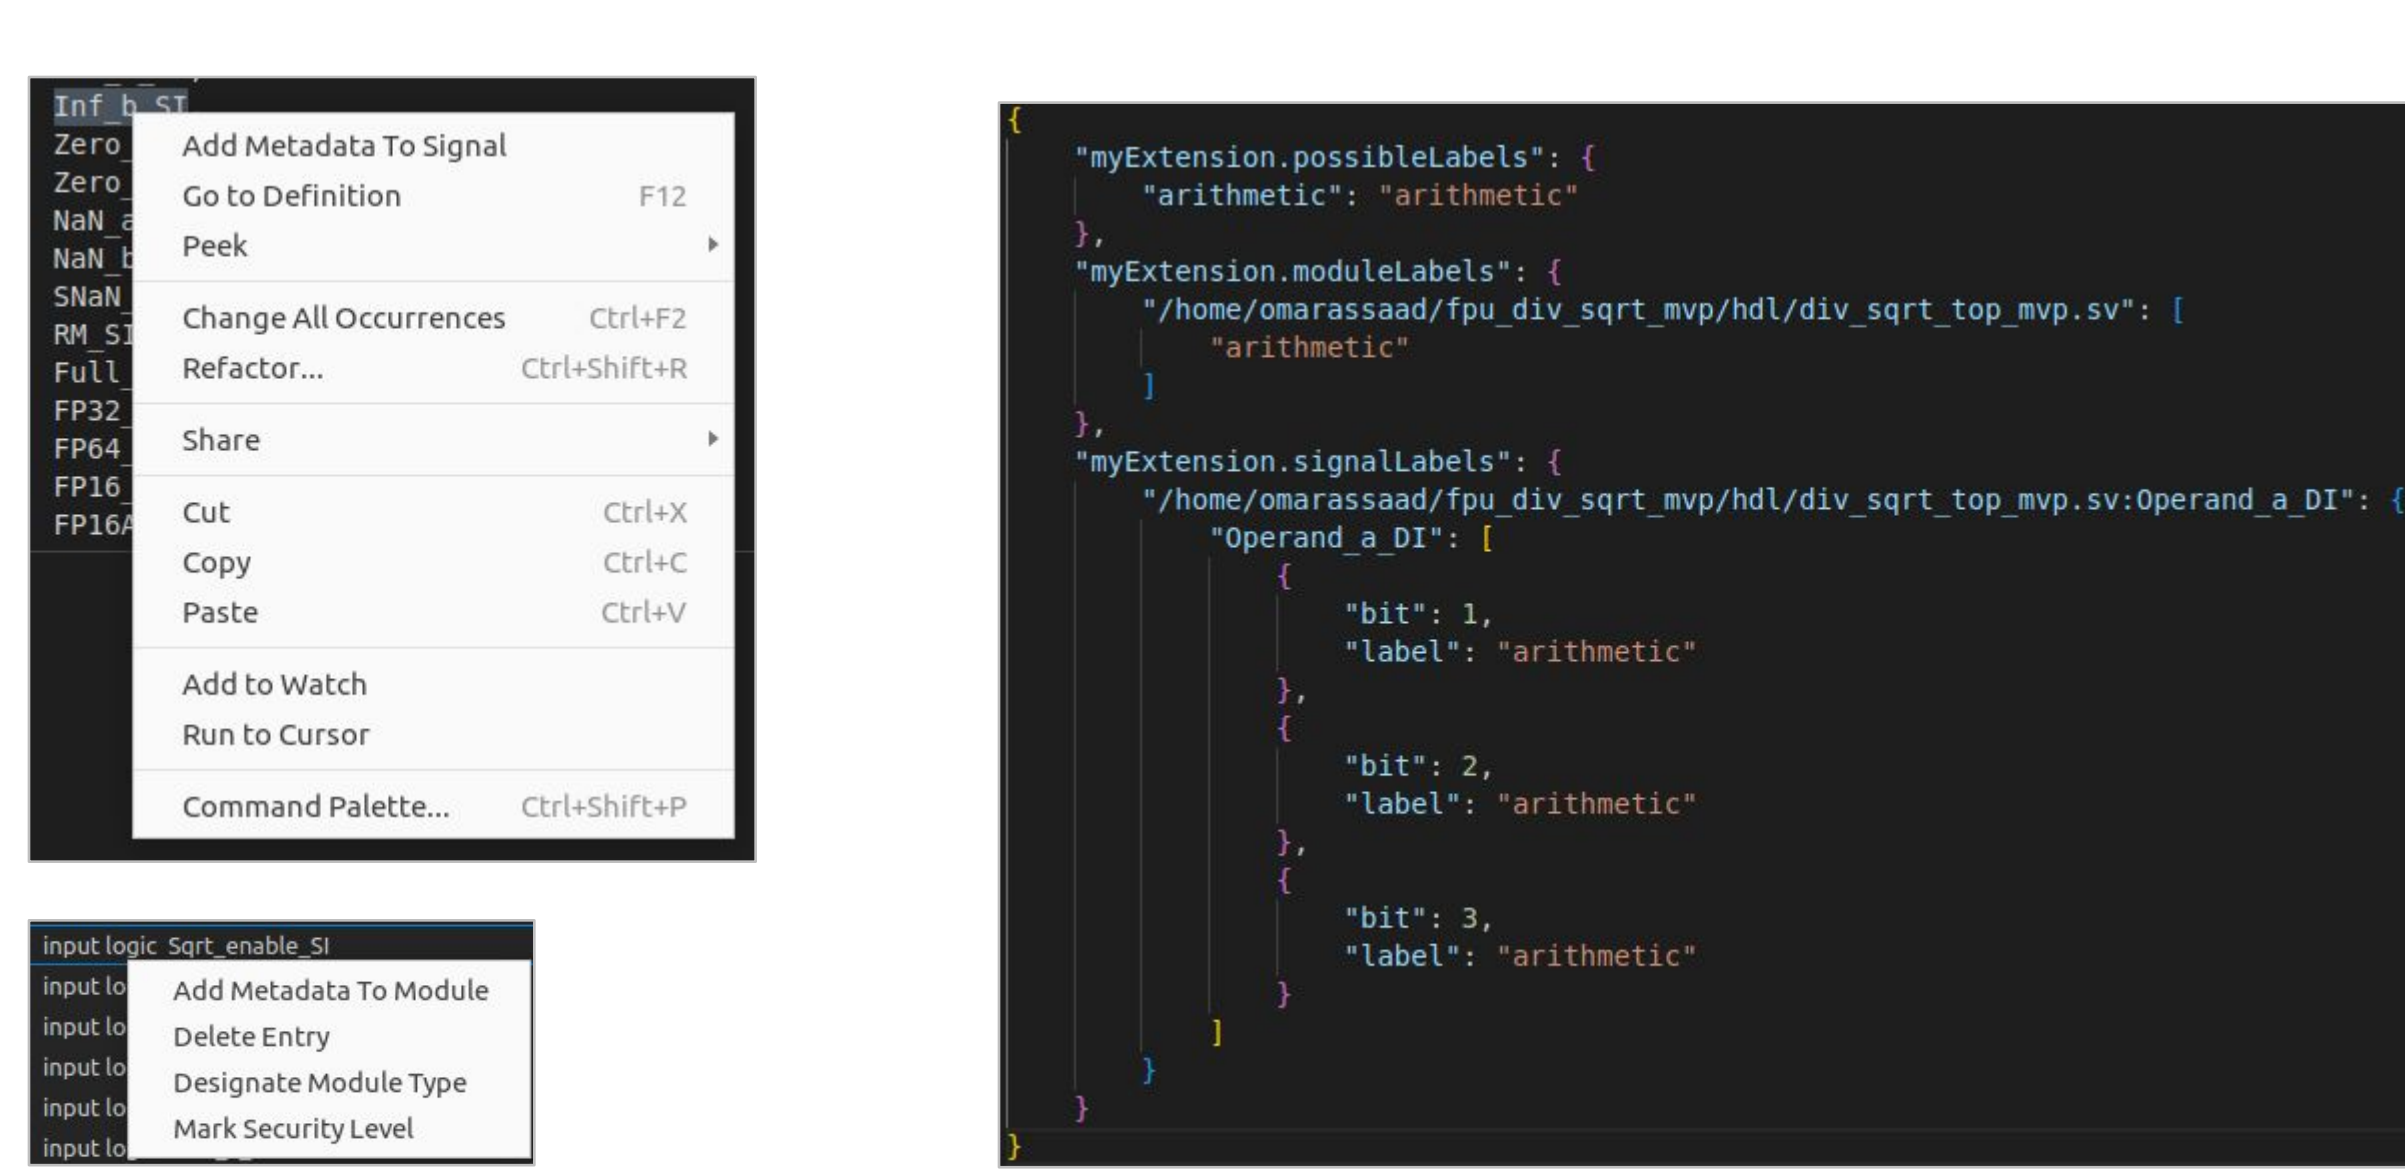 Inf_b_SI
Zero_
Zero_
NaN_a
NaN_b
SNaN_
RM_SI
Full_
FP32_
FP64_
FP16_
FP16A
Add Metadata To Signal
Go to Definition F12
Peek
Change All Occurrences Ctrl+F2
Refactor... Ctrl+Shift+R
Share
Cut Ctrl+X
Copy Ctrl+C
Paste Ctrl+V
Add to Watch
Run to Cursor
Command Palette... Ctrl+Shift+P
input logic Sqrt_enable_SI
input lo
input lo
input lo
input lo
input lo
Add Metadata To Module
Delete Entry
Designate Module Type
Mark Security Level
{
"myExtension.possibleLabels": {
"arithmetic": "arithmetic"
},
"myExtension.moduleLabels": {
"/home/omarassaad/fpu_div_sqrt_mvp/hdl/div_sqrt_top_mvp.sv": [
"arithmetic"
]
},
"myExtension.signalLabels": {
"/home/omarassaad/fpu_div_sqrt_mvp/hdl/div_sqrt_top_mvp.sv:Operand_a_DI": {
"Operand_a_DI": [
{
"bit": 1,
"label": "arithmetic"
},
{
"bit": 2,
"label": "arithmetic"
},
{
"bit": 3,
"label": "arithmetic"
}
]
}
}
}